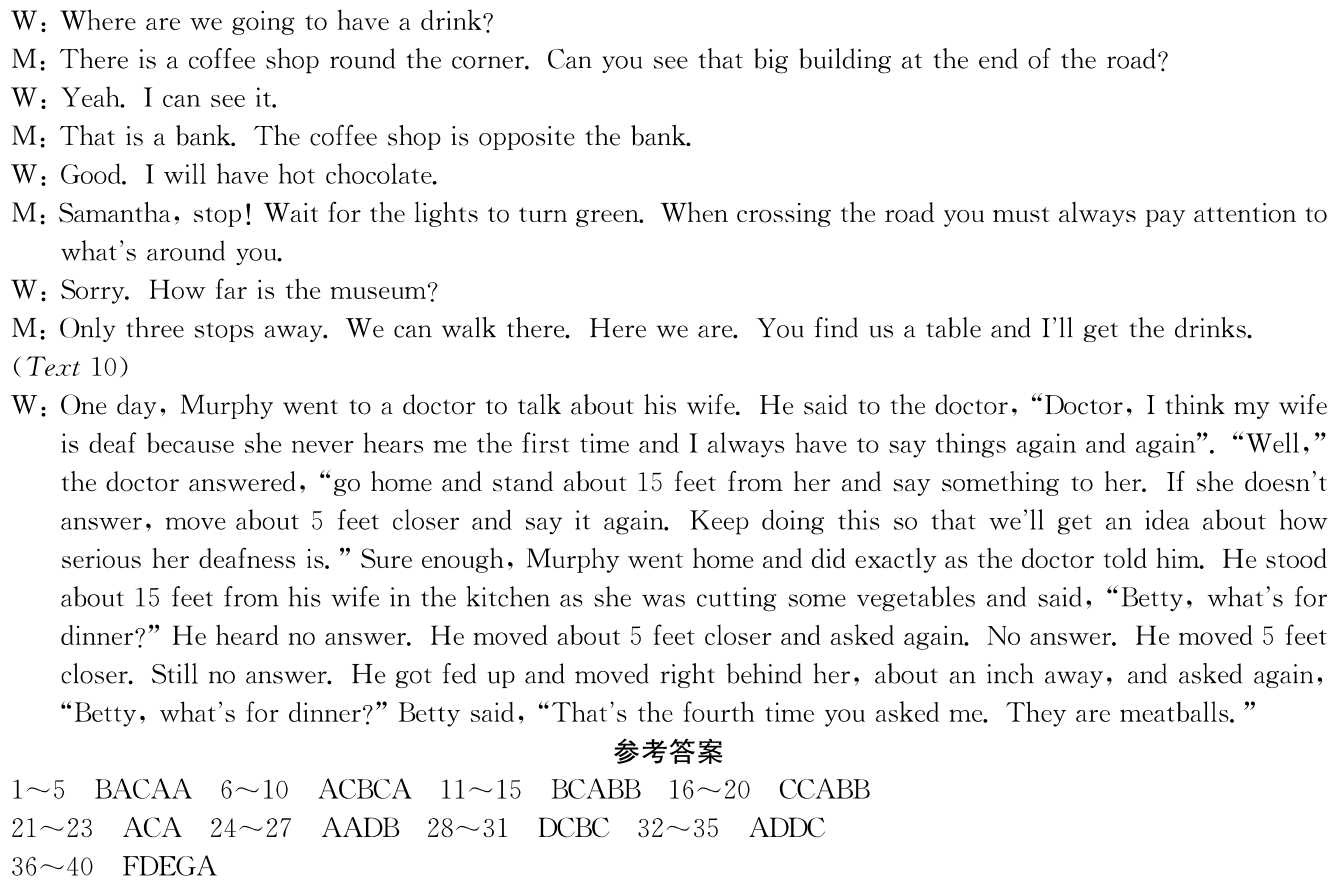 W: Where are we going to have a drink?
M: There is a coffee shop round the corner. Can you see that big building at the end of the road?
W: Yeah. I can see it.
M: That is a bank. The coffee shop is opposite the bank.
W: Good. I will have hot chocolate.
M: Samantha, stop! Wait for the lights to turn green. When crossing the road you must always pay attention to
what's around you.
W: Sorry. How far is the museum?
M: Only three stops away. We can walk there. Here we are. You find us a table and I'll get the drinks.
(Text 10)
W: One day, Murphy went to a doctor to talk about his wife. He said to the doctor, “Doctor, I think my wife
is deaf because she never hears me the first time and I always have to say things again and again”. “Well,”
the doctor answered, “go home and stand about 15 feet from her and say something to her. If she doesn't
answer, move about 5 feet closer and say it again. Keep doing this so that we'll get an idea about how
serious her deafness is.” Sure enough, Murphy went home and did exactly as the doctor told him. He stood
about 15 feet from his wife in the kitchen as she was cutting some vegetables and said, “Betty, what's for
dinner?” He heard no answer. He moved about 5 feet closer and asked again. No answer. He moved 5 feet
closer. Still no answer. He got fed up and moved right behind her, about an inch away, and asked again,
“Betty, what's for dinner?” Betty said, “That's the fourth time you asked me. They are meatballs.”
参考答案
1～5 BACAA 6～10 ACBCA 11～15 BCABB 16～20 CCABB
21～23 ACA 24～27 AADB 28～31 DCBC 32～35 ADDC
36～40 FDEGA